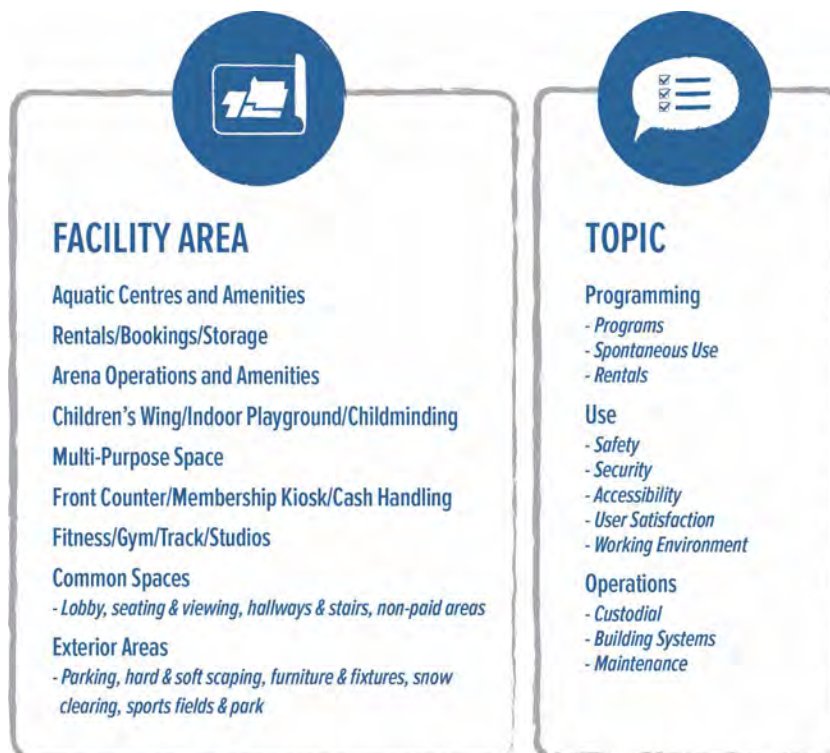 FACILITY AREA
Aquatic Centres and Amenities
Rentals/Bookings/Storage
Arena Operations and Amenities
Children's Wing/Indoor Playground/Childminding
Multi-Purpose Space
Front Counter/Membership Kiosk/Cash Handling
Fitness/Gym/Track/Studios
Common Spaces
- Lobby, seating & viewing, hallways & stairs, non-paid areas
Exterior Areas
- Parking, hard & soft scaping, furniture & fixtures, snow
clearing, sports fields & park
TOPIC
Programming
- Programs
- Spontaneous Use
- Rentals
Use
- Safety
- Security
- Accessibility
- User Satisfaction
- Working Environment
Operations
- Custodial
- Building Systems
- Maintenance